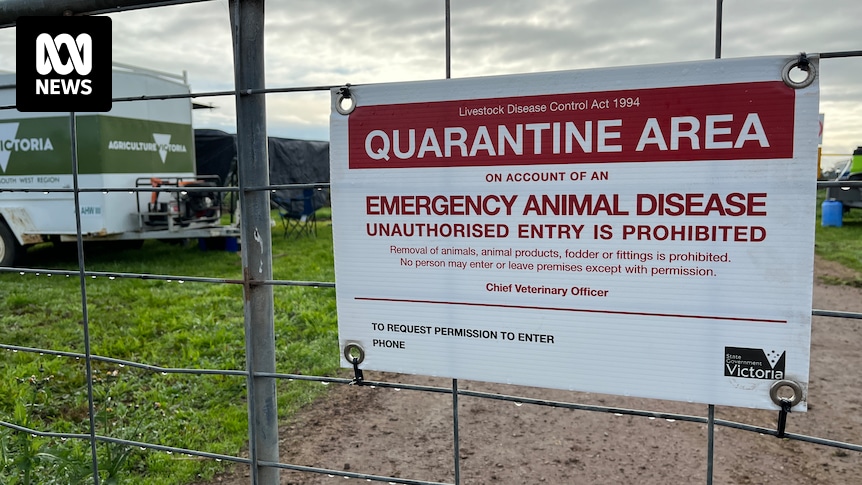 NEWS
VICTORIA
AGRICULTURE VICTORIA
SOUTH WEST REGION
AHW
Livestock Disease Control Act 1994
QUARANTINE AREA
ON ACCOUNT OF AN
EMERGENCY ANIMAL DISEASE
UNAUTHORISED ENTRY IS PROHIBITED
Removal of animals, animal products, fodder or fittings is prohibited.
No person may enter or leave premises except with permission.
Chief Veterinary Officer
TO REQUEST PERMISSION TO ENTER
PHONE
State
Government
Victoria